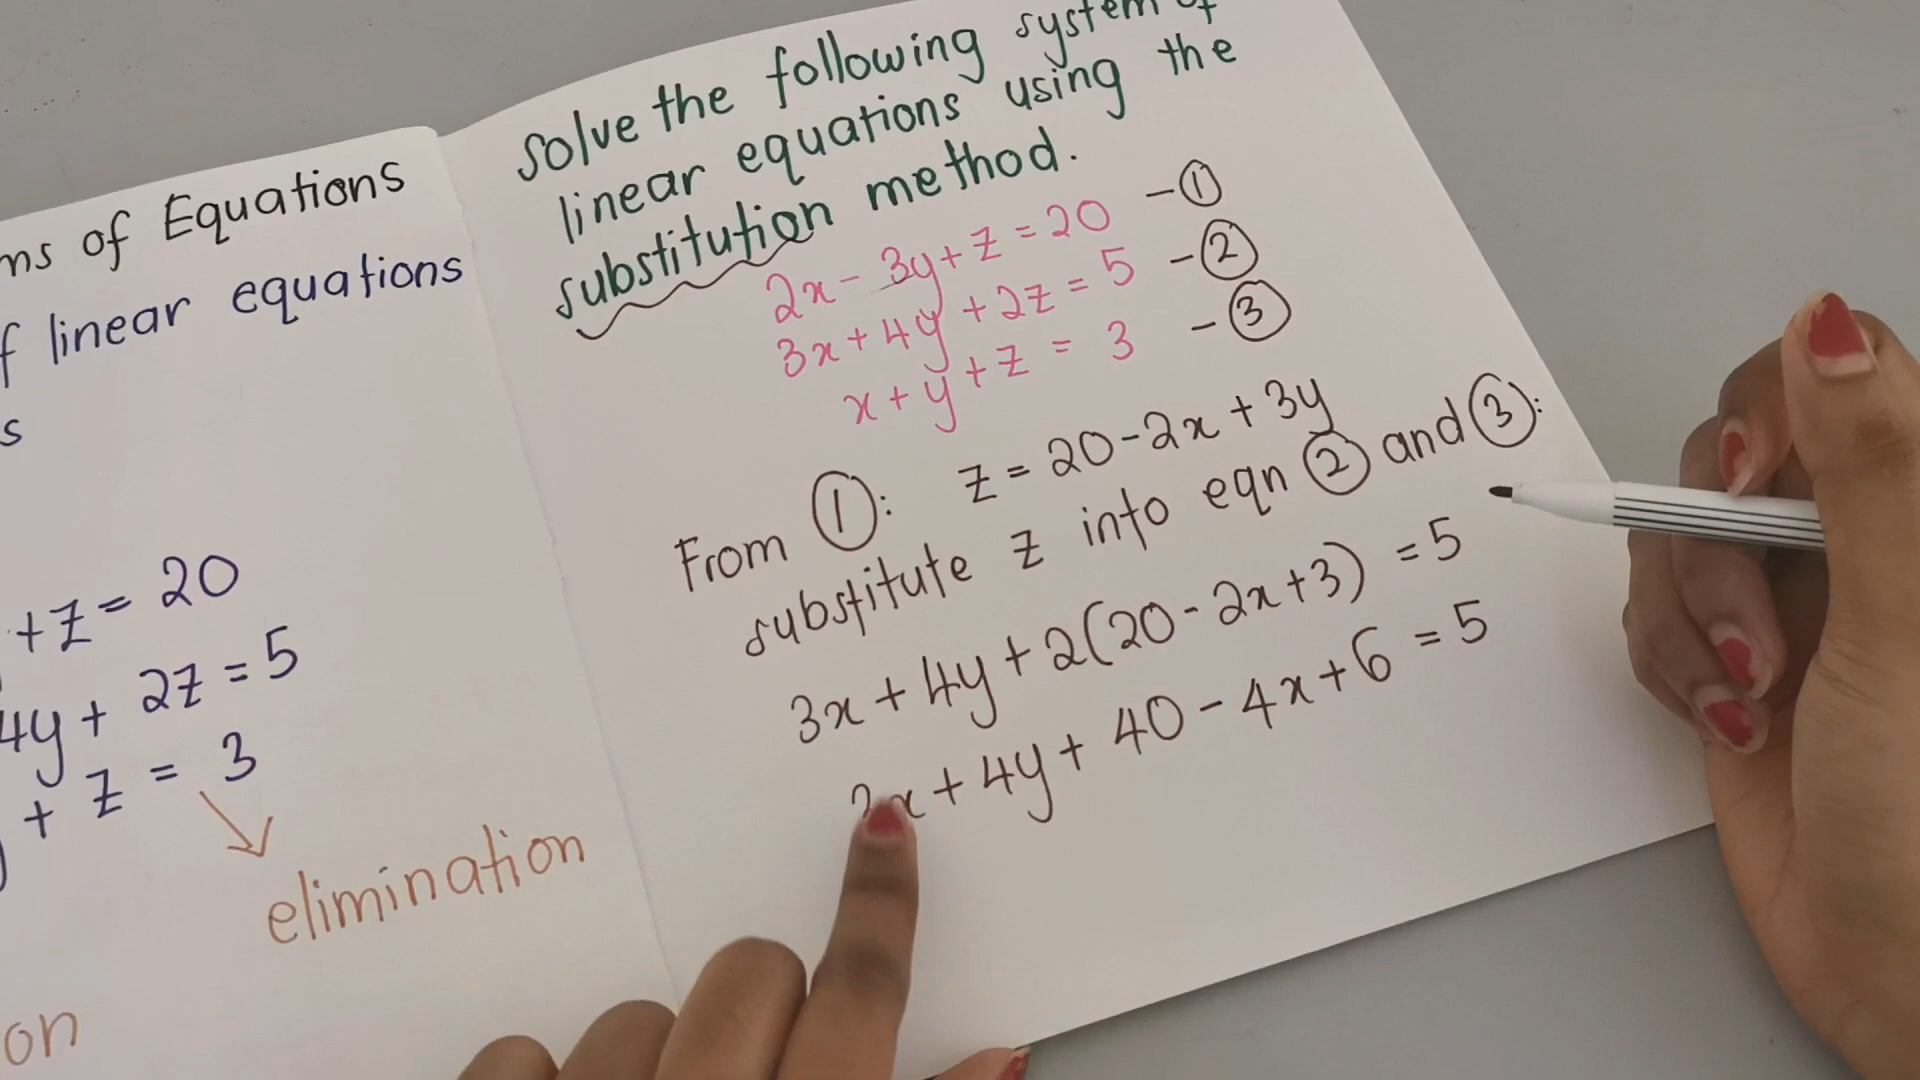 ms of Equations
f linear equations
s
+z = 20
4y + 2z = 5
+ z = 3
elimination
on
solve the following system of
linear equations using the
substitution method.
2x - 3y + z = 20 - ①
3x + 4y + 2z = 5 - ②
x + y + z = 3 - ③
From ①: z = 20 - 2x + 3y
substitute z into eqn ② and ③:
3x + 4y + 2(20 - 2x + 3) = 5
3x + 4y + 40 - 4x + 6 = 5